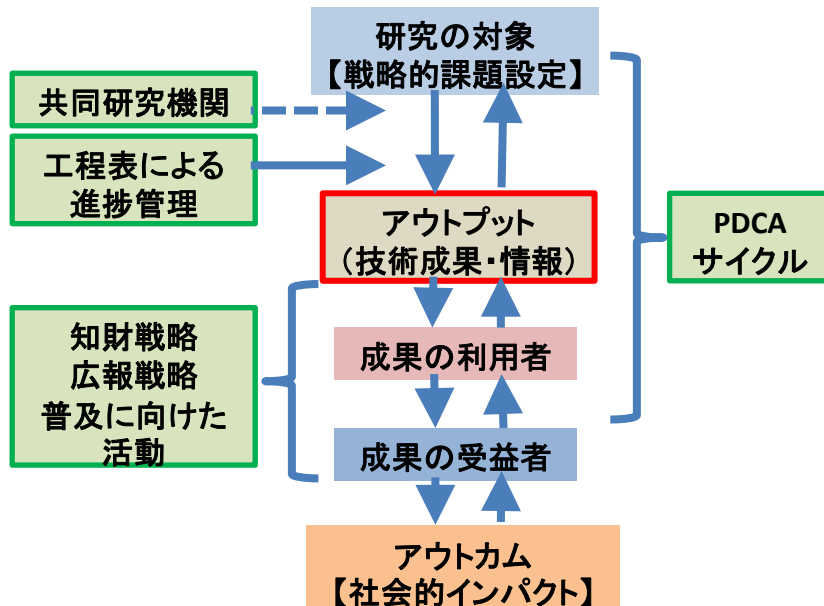 研究の対象
【戦略的課題設定】
共同研究機関
工程表による
進捗管理
アウトプット
（技術成果・情報）
PDCA
サイクル
知財戦略
広報戦略
普及に向けた
活動
成果の利用者
成果の受益者
アウトカム
【社会的インパクト】